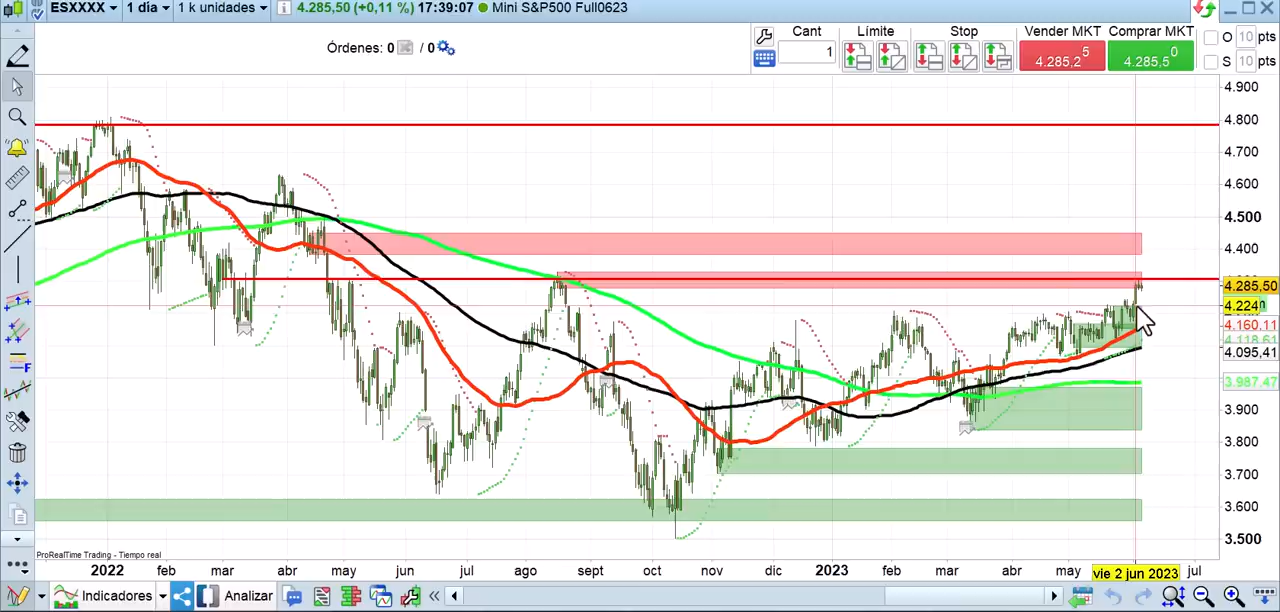 ESXXXX 1 día 1 k unidades 4.285,50 (+0,11 %) 17:39:07 Mini S&P500 Full0623
Órdenes: 0 / 0
Cant Límite Stop Vender MKT Comprar MKT
1
4.285,2 5
4.285,5 0
O 10 pts
S 10 pts
4.900
4.800
4.700
4.600
4.500
4.400
4.285,50
4.224
4.160,11
4.118,61
4.095,41
3.987,47
3.900
3.800
3.700
3.600
3.500
ProRealTime Trading - Tiempo real
2022 feb mar abr may jun jul ago sept oct nov dic 2023 feb mar abr may vie 2 jun 2023 jul
Indicadores Analizar